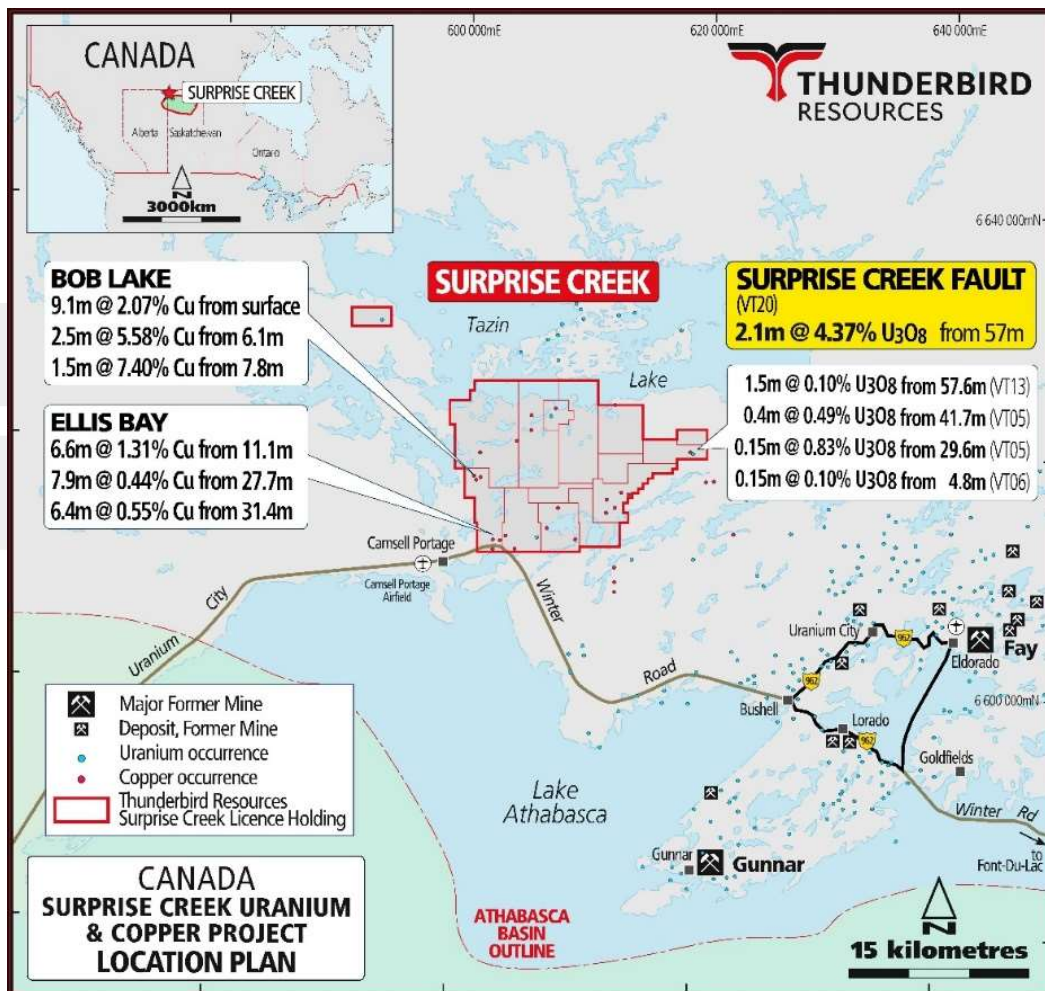 600 000mE
620 000mE
640 000mE
CANADA
SURPRISE CREEK
Alberta
Saskatchewan
Ontario
N
3000km
THUNDERBIRD
RESOURCES
6 640 000mN
BOB LAKE
9.1m @ 2.07% Cu from surface
2.5m @ 5.58% Cu from 6.1m
1.5m @ 7.40% Cu from 7.8m
SURPRISE CREEK
SURPRISE CREEK FAULT
(VT20)
2.1m @ 4.37% U3O8 from 57m
Tazin
Lake
1.5m @ 0.10% U3O8 from 57.6m (VT13)
0.4m @ 0.49% U3O8 from 41.7m (VT05)
0.15m @ 0.83% U3O8 from 29.6m (VT05)
0.15m @ 0.10% U3O8 from 4.8m (VT06)
ELLIS BAY
6.6m @ 1.31% Cu from 11.1m
7.9m @ 0.44% Cu from 27.7m
6.4m @ 0.55% Cu from 31.4m
Camsell Portage
Camsell Portage
Airfield
Uranium
City
Winter
Road
Uranium City
962
Eldorado
Fay
962
Bushell
6 600 000mN
Lorado
962
Goldfields
Major Former Mine
Deposit, Former Mine
Uranium occurrence
Copper occurrence
Thunderbird Resources
Surprise Creek Licence Holding
Lake
Athabasca
Winter Rd
to
Font-Du-Lac
Gunnar
Gunnar
CANADA
SURPRISE CREEK URANIUM
& COPPER PROJECT
LOCATION PLAN
ATHABASCA
BASIN
OUTLINE
N
15 kilometres